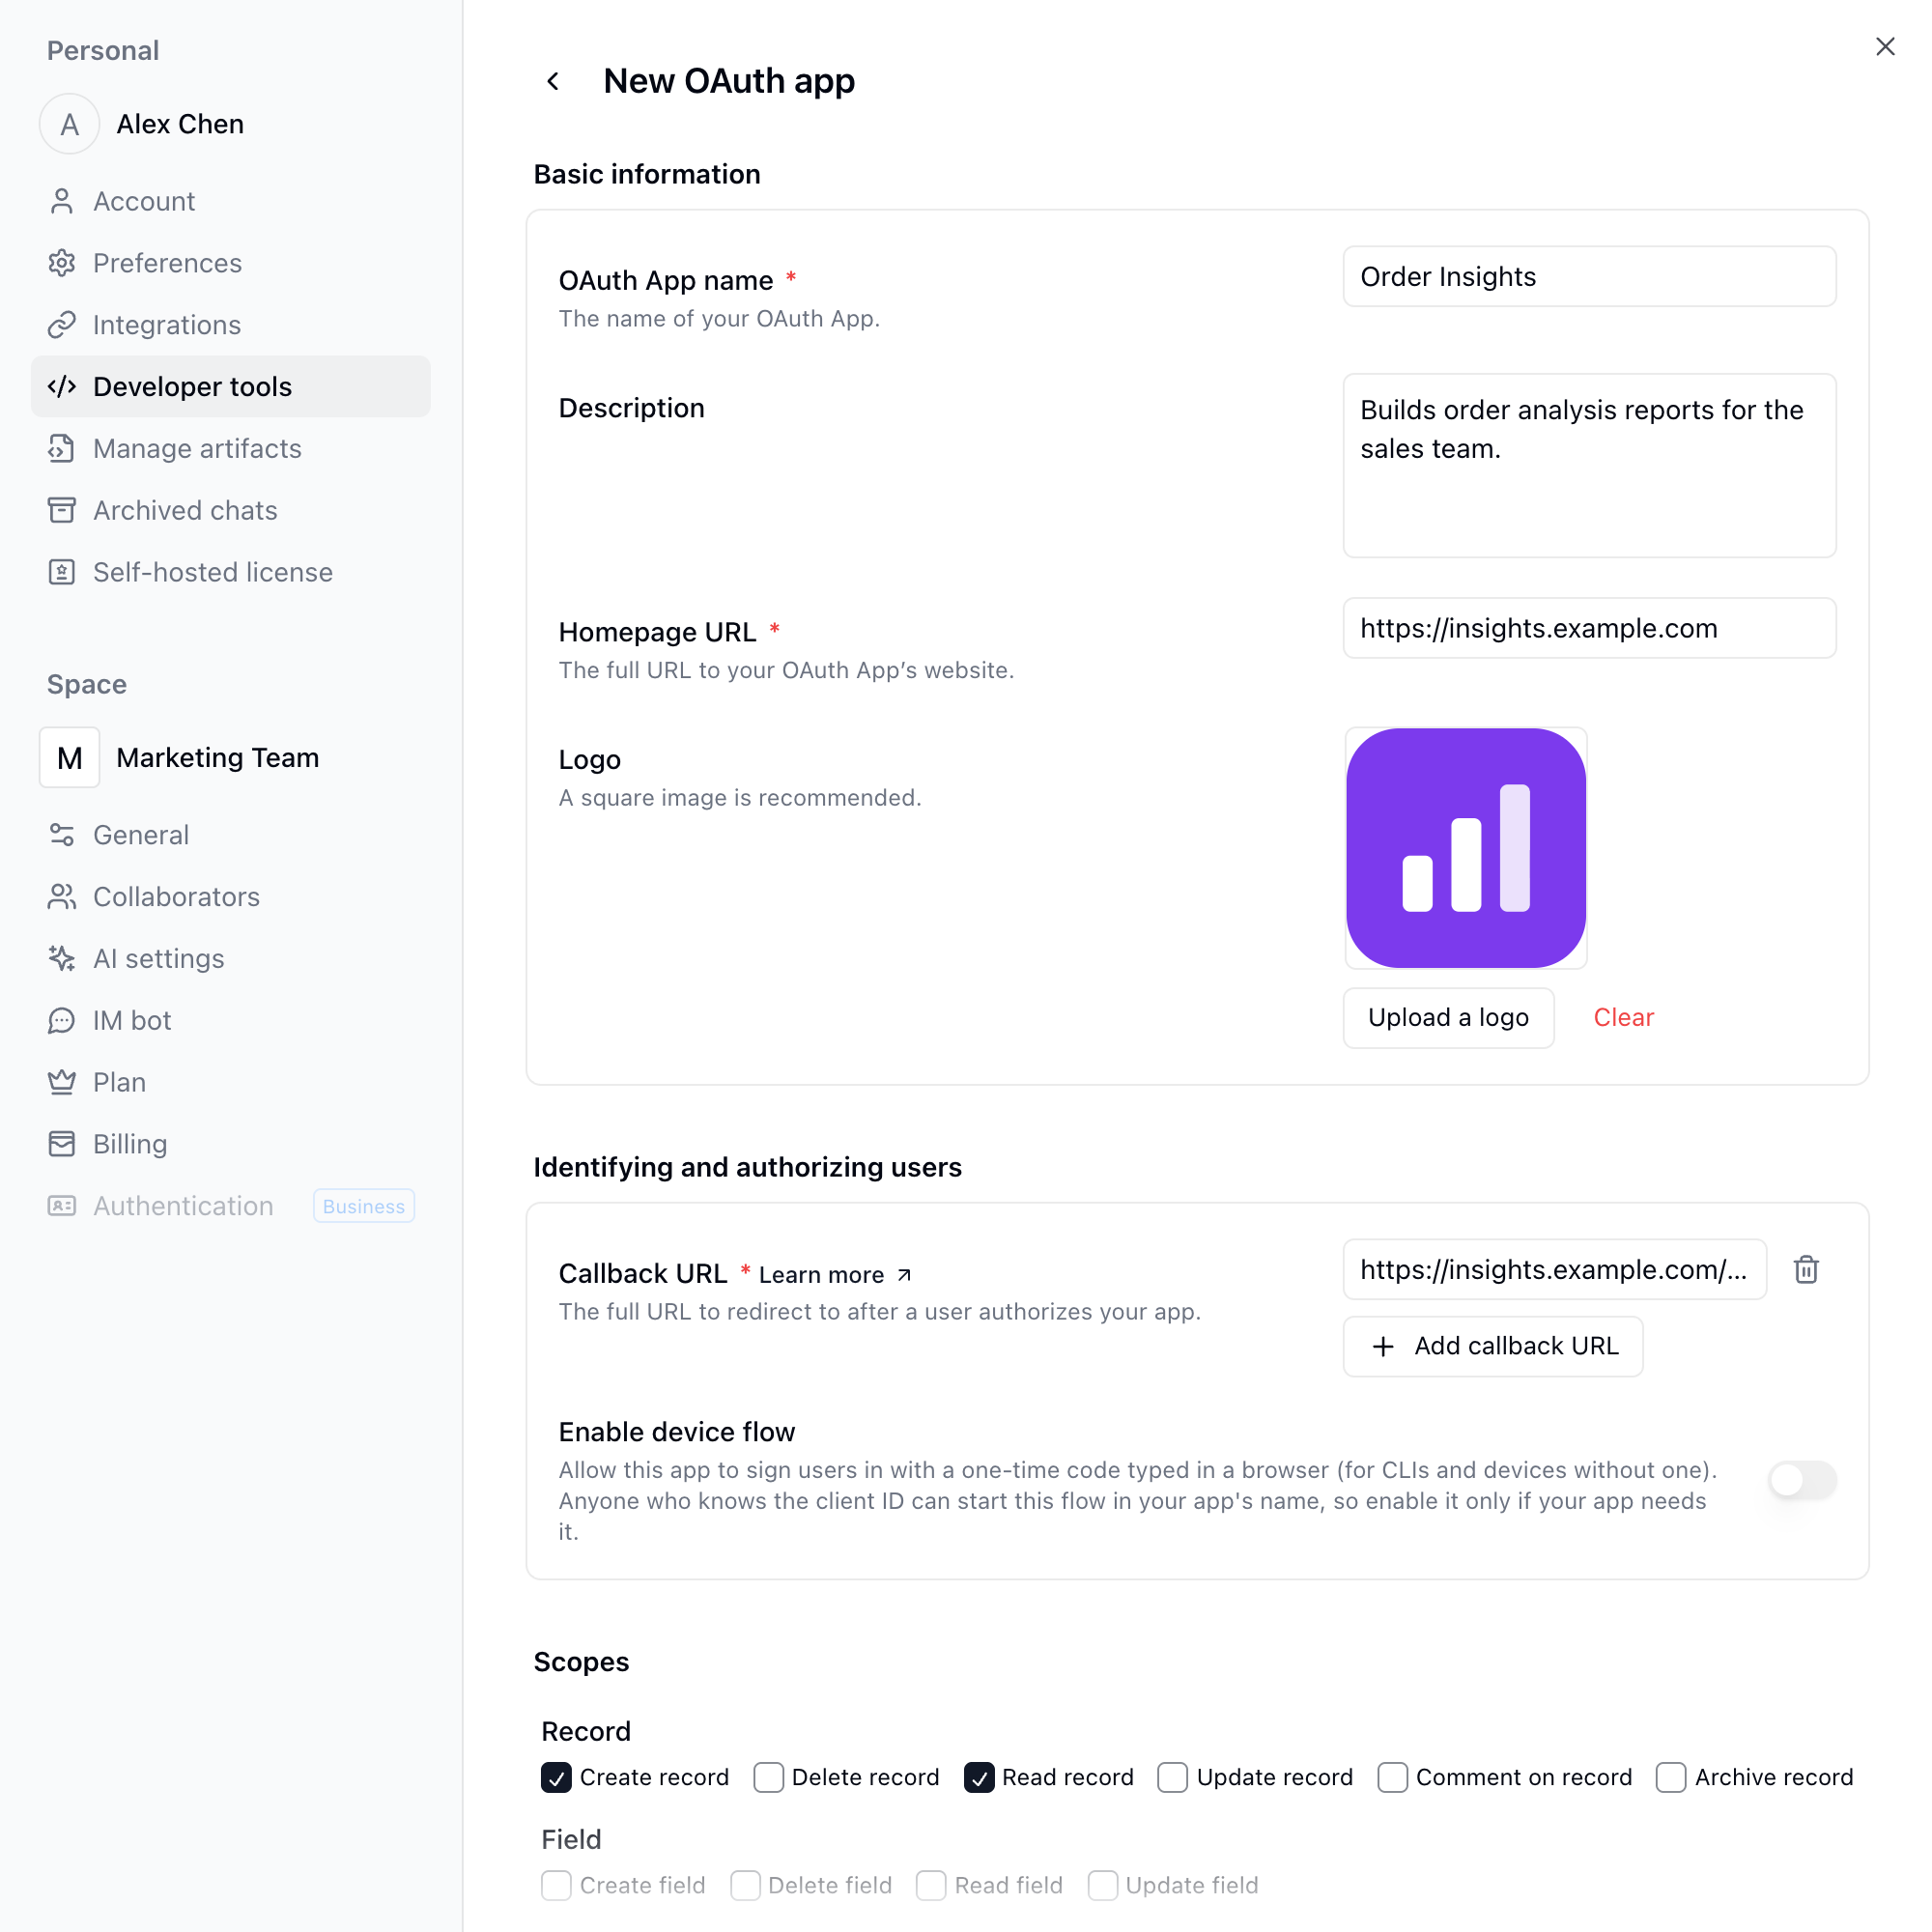 Personal
A
Alex Chen
Account
Preferences
Integrations
Developer tools
Manage artifacts
Archived chats
Self-hosted license
Space
M
Marketing Team
General
Collaborators
AI settings
IM bot
Plan
Billing
Authentication
Business
New OAuth app
Basic information
OAuth App name *
The name of your OAuth App.
Order Insights
Description
Builds order analysis reports for the
sales team.
Homepage URL *
The full URL to your OAuth App’s website.
https://insights.example.com
Logo
A square image is recommended.
Upload a logo
Clear
Identifying and authorizing users
Callback URL * Learn more
The full URL to redirect to after a user authorizes your app.
https://insights.example.com/...
Add callback URL
Enable device flow
Allow this app to sign users in with a one-time code typed in a browser (for CLIs and devices without one).
Anyone who knows the client ID can start this flow in your app's name, so enable it only if your app needs
it.
Scopes
Record
Create record Delete record Read record Update record Comment on record Archive record
Field
Create field Delete field Read field Update field